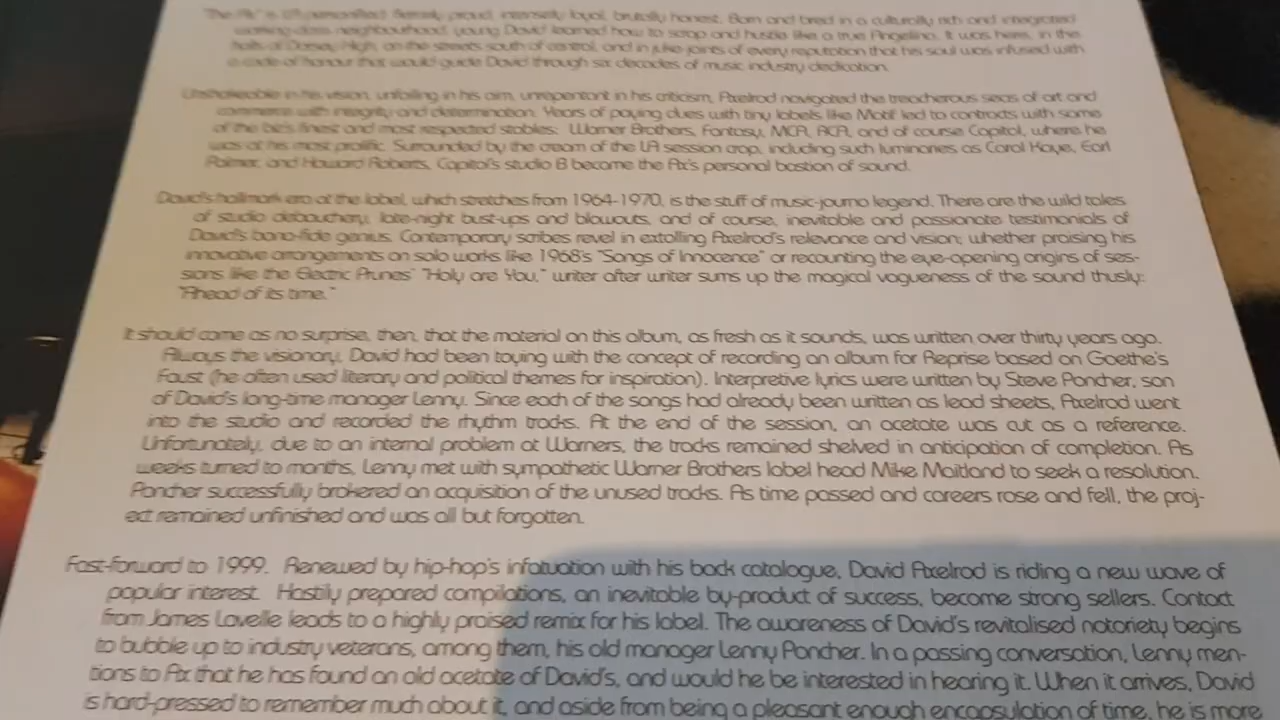 "The Ax" is LA personified: fiercely proud, intensely loyal, brutally honest. Born and bred in a culturally rich and integrated
working-class neighbourhood, young David learned how to scrap and hustle like a true Angelino. It was here, in the
halls of Dorsey High, on the streets south of central, and in juke joints of every reputation that his soul was infused with
a code of honour that would guide David through six decades of music industry dedication.
Unshakeable in his vision, unfailing in his aim, unrepentant in his criticism, Axelrod navigated the treacherous seas of art and
commerce with integrity and determination. Years of paying dues with tiny labels like Motif led to contracts with some
of the biz's finest and most respected stables: Warner Brothers, Fantasy, MCA, RCA, and of course Capitol, where he
was at his most prolific. Surrounded by the cream of the LA session crop, including such luminaries as Carol Kaye, Earl
Palmer, and Howard Roberts, Capitol's studio B became the Ax's personal bastion of sound.
David's hallmark era at the label, which stretches from 1964-1970, is the stuff of music-journo legend. There are the wild tales
of studio debauchery, late-night bust-ups and blowouts, and of course, inevitable and passionate testimonials of
David's bona-fide genius. Contemporary scribes revel in extolling Axelrod's relevance and vision; whether praising his
innovative arrangements on solo works like 1968's "Songs of Innocence" or recounting the eye-opening origins of ses-
sions like the Electric Prunes' "Holy are You," writer after writer sums up the magical vagueness of the sound thusly:
"Ahead of its time."
It should come as no surprise, then, that the material on this album, as fresh as it sounds, was written over thirty years ago.
Always the visionary, David had been toying with the concept of recording an album for Reprise based on Goethe's
Faust (he often used literary and political themes for inspiration). Interpretive lyrics were written by Steve Poncher, son
of David's long-time manager Lenny. Since each of the songs had already been written as lead sheets, Axelrod went
into the studio and recorded the rhythm tracks. At the end of the session, an acetate was cut as a reference.
Unfortunately, due to an internal problem at Warners, the tracks remained shelved in anticipation of completion. As
weeks turned to months, Lenny met with sympathetic Warner Brothers label head Mike Maitland to seek a resolution.
Poncher successfully brokered an acquisition of the unused tracks. As time passed and careers rose and fell, the proj-
ect remained unfinished and was all but forgotten.
Fast-forward to 1999. Renewed by hip-hop's infatuation with his back catalogue, David Axelrod is riding a new wave of
popular interest. Hastily prepared compilations, an inevitable by-product of success, become strong sellers. Contact
from James Lavelle leads to a highly praised remix for his label. The awareness of David's revitalised notoriety begins
to bubble up to industry veterans, among them, his old manager Lenny Poncher. In a passing conversation, Lenny men-
tions to Ax that he has found an old acetate of David's, and would he be interested in hearing it. When it arrives, David
is hard-pressed to remember much about it, and aside from being a pleasant enough encapsulation of time, he is more